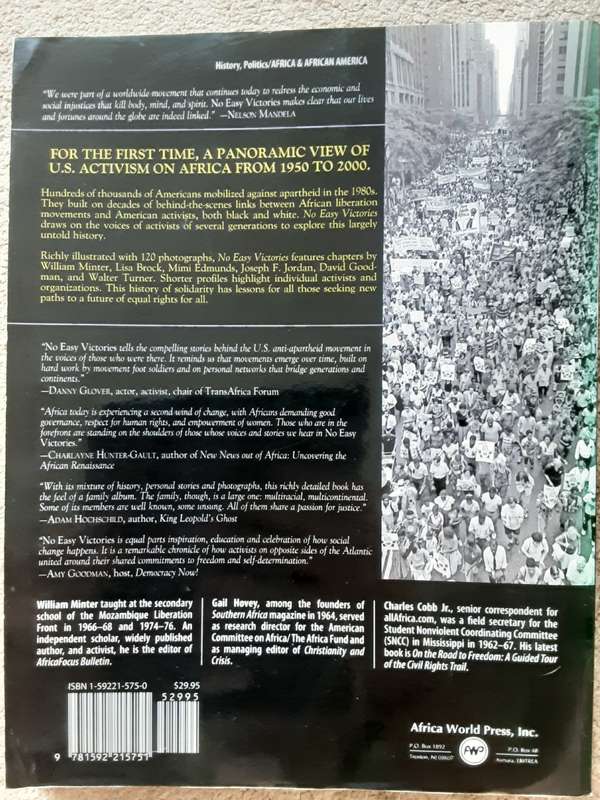 History, Politics/AFRICA & AFRICAN AMERICA
"We were part of a worldwide movement that continues today to redress the economic and
social injustices that kill body, mind, and spirit. No Easy Victories makes clear that our lives
and fortunes around the globe are indeed linked." —NELSON MANDELA
FOR THE FIRST TIME, A PANORAMIC VIEW OF
U.S. ACTIVISM ON AFRICA FROM 1950 TO 2000.
Hundreds of thousands of Americans mobilized against apartheid in the 1980s.
They built on decades of behind-the-scenes links between African liberation
movements and American activists, both black and white. No Easy Victories
draws on the voices of activists of several generations to explore this largely
untold history.
Richly illustrated with 120 photographs, No Easy Victories features chapters by
William Minter, Lisa Brock, Mimi Edmunds, Joseph F. Jordan, David Good-
man, and Walter Turner. Shorter profiles highlight individual activists and
organizations. This history of solidarity has lessons for all those seeking new
paths to a future of equal rights for all.
"No Easy Victories tells the compelling stories behind the U.S. anti-apartheid movement in
the voices of those who were there. It reminds us that movements emerge over time, built on
hard work by movement foot soldiers and on personal networks that bridge generations and
continents."
—DANNY GLOVER, actor, activist, chair of TransAfrica Forum
"Africa today is experiencing a second wind of change, with Africans demanding good
governance, respect for human rights, and empowerment of women. Those who are in the
forefront are standing on the shoulders of those whose voices and stories we hear in No Easy
Victories."
—CHARLAYNE HUNTER-GAULT, author of New News out of Africa: Uncovering the
African Renaissance
"With its mixture of history, personal stories and photographs, this richly detailed book has
the feel of a family album. The family, though, is a large one: multiracial, multicontinental.
Some of its members are well known, some unsung. All of them share a passion for justice."
—ADAM HOCHSCHILD, author, King Leopold's Ghost
"No Easy Victories is equal parts inspiration, education and celebration of how social
change happens. It is a remarkable chronicle of how activists on opposite sides of the Atlantic
united around their shared commitments to freedom and self-determination."
—AMY GOODMAN, host, Democracy Now!
William Minter taught at the secondary
school of the Mozambique Liberation
Front in 1966–68 and 1974–76. An
independent scholar, widely published
author, and activist, he is the editor of
AfricaFocus Bulletin.
Gail Hovey, among the founders of
Southern Africa magazine in 1964, served
as research director for the American
Committee on Africa/The Africa Fund and
as managing editor of Christianity and
Crisis.
Charles Cobb Jr., senior correspondent for
allAfrica.com, was a field secretary for the
Student Nonviolent Coordinating Committee
(SNCC) in Mississippi in 1962–67. His latest
book is On the Road to Freedom: A Guided Tour
of the Civil Rights Trail.
ISBN 1-59221-575-0 $29.95
52995
9 781592 215751
Africa World Press, Inc.
P.O. Box 1892
Trenton, NJ 08607
AWP
P.O. Box 48
Asmara, ERITREA